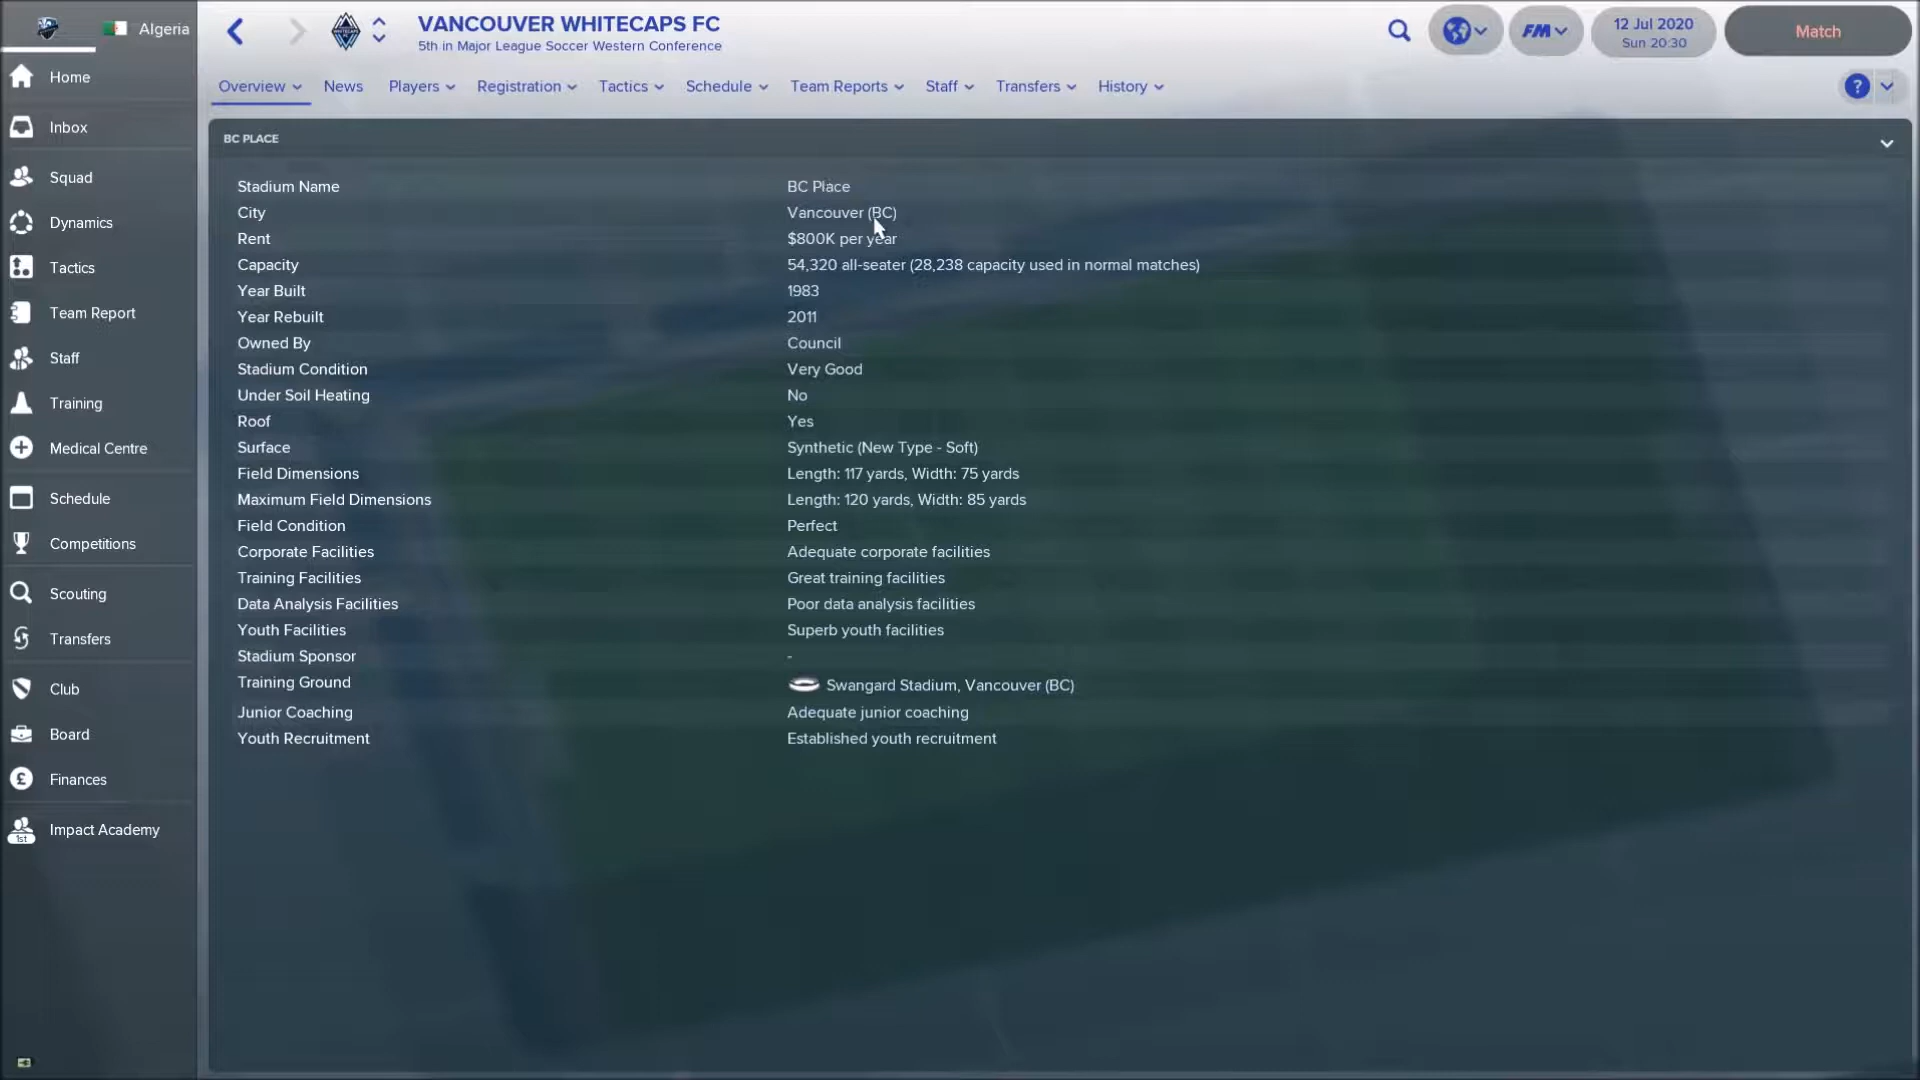 Algeria
VANCOUVER WHITECAPS FC
5th in Major League Soccer Western Conference
FM
12 Jul 2020
Sun 20:30
Match
Home
Inbox
Squad
Dynamics
Tactics
Team Report
Staff
Training
Medical Centre
Schedule
Competitions
Scouting
Transfers
Club
Board
Finances
1st
Impact Academy
Overview News Players Registration Tactics Schedule Team Reports Staff Transfers History ?
BC PLACE
Stadium Name BC Place
City Vancouver (BC)
Rent $800K per year
Capacity 54,320 all-seater (28,238 capacity used in normal matches)
Year Built 1983
Year Rebuilt 2011
Owned By Council
Stadium Condition Very Good
Under Soil Heating No
Roof Yes
Surface Synthetic (New Type - Soft)
Field Dimensions Length: 117 yards, Width: 75 yards
Maximum Field Dimensions Length: 120 yards, Width: 85 yards
Field Condition Perfect
Corporate Facilities Adequate corporate facilities
Training Facilities Great training facilities
Data Analysis Facilities Poor data analysis facilities
Youth Facilities Superb youth facilities
Stadium Sponsor -
Training Ground Swangard Stadium, Vancouver (BC)
Junior Coaching Adequate junior coaching
Youth Recruitment Established youth recruitment